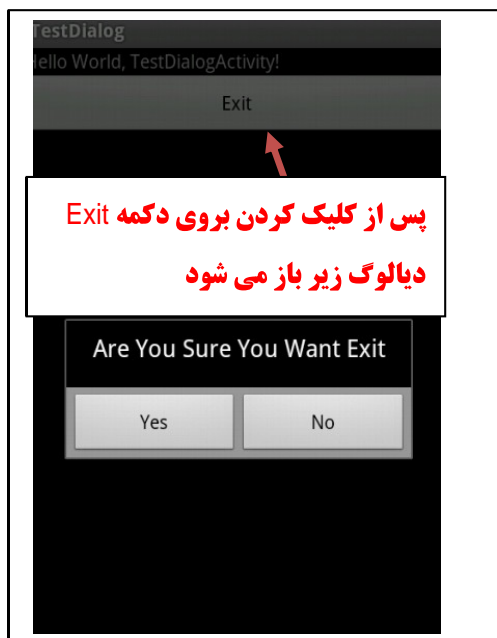 TestDialog
Hello World, TestDialogActivity!
Exit
پس از کلیک کردن بروی دکمه Exit
دیالوگ زیر باز می شود
Are You Sure You Want Exit
Yes
No